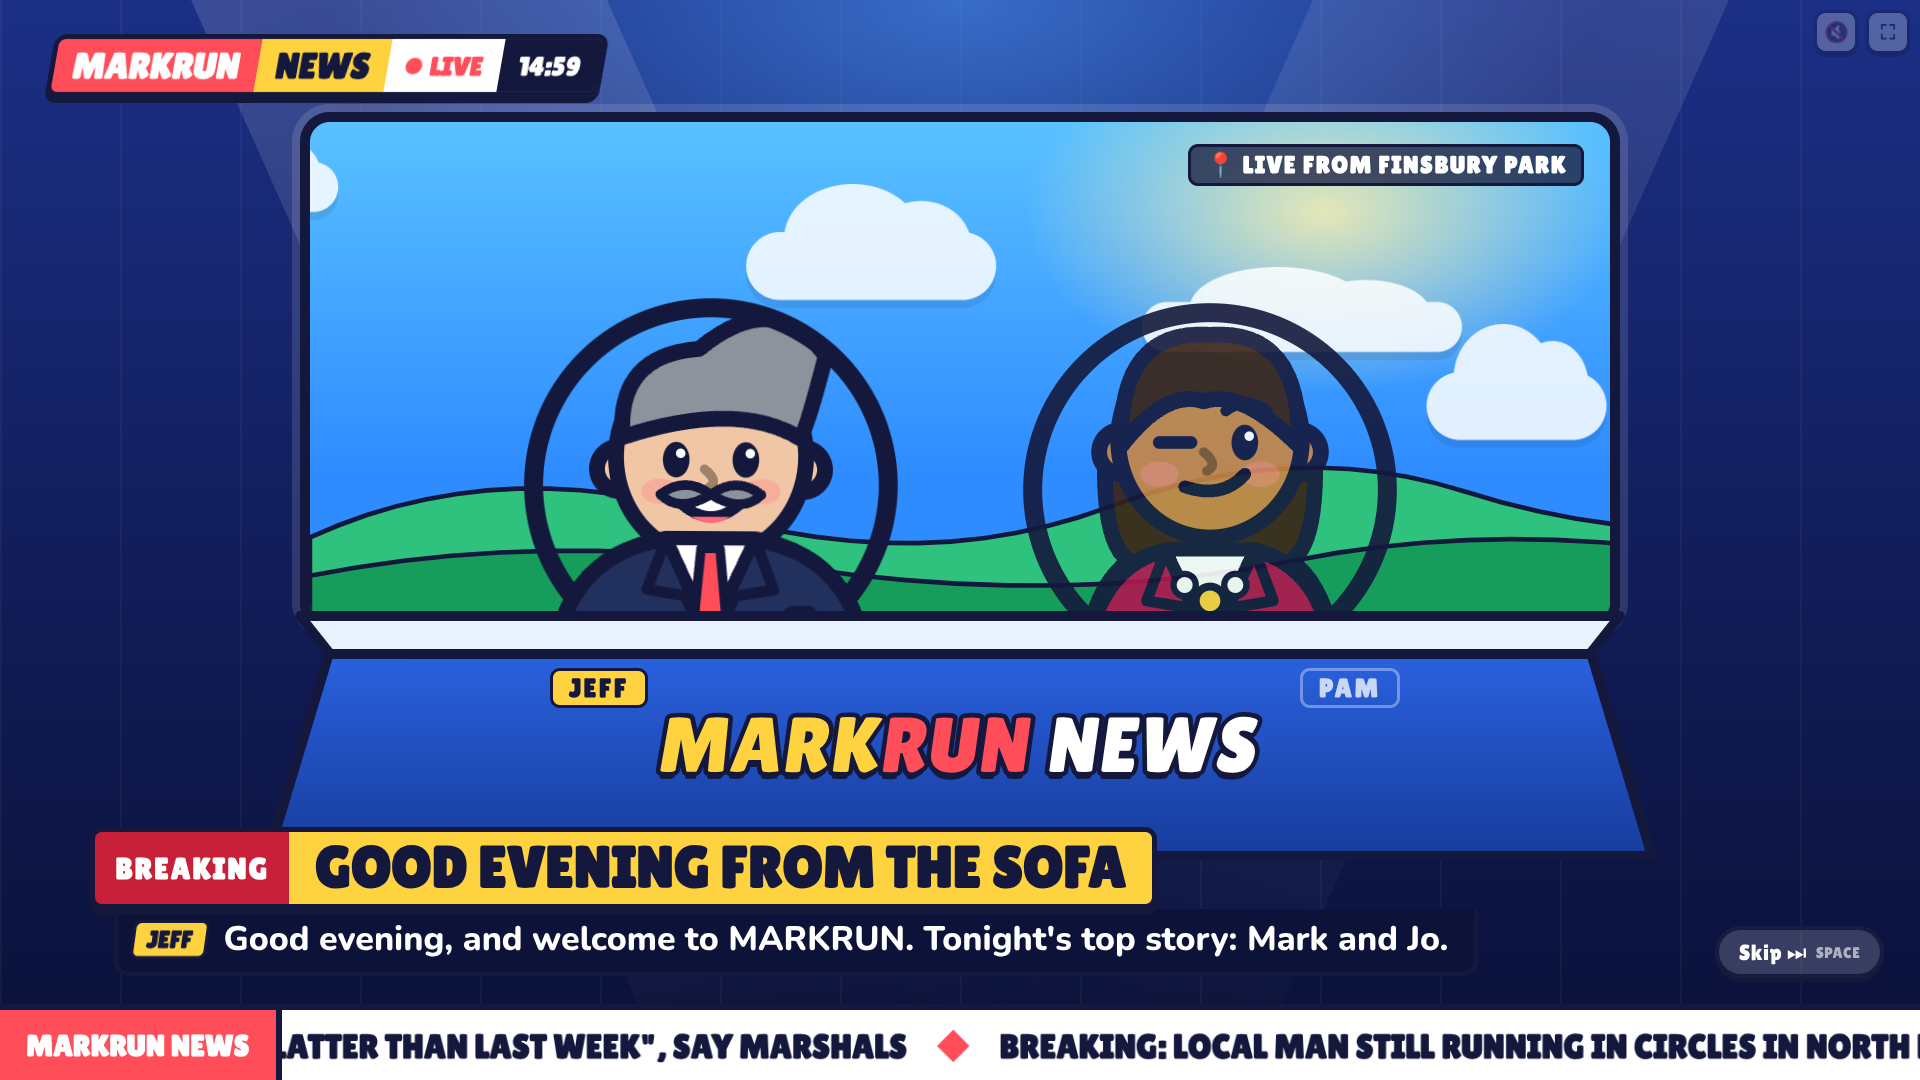 MARKRUN NEWS LIVE 14:59
📍 LIVE FROM FINSBURY PARK
JEFF
PAM
MARKRUN NEWS
BREAKING GOOD EVENING FROM THE SOFA
JEFF Good evening, and welcome to MARKRUN. Tonight's top story: Mark and Jo.
Skip ⏭ SPACE
MARKRUN NEWS LATTER THAN LAST WEEK", SAY MARSHALS ◆ BREAKING: LOCAL MAN STILL RUNNING IN CIRCLES IN NORTH